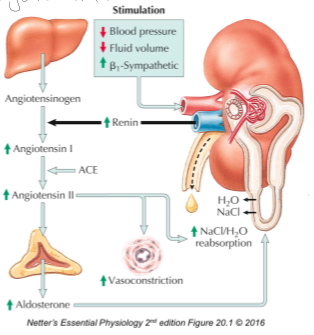 Stimulation
↓ Blood pressure
↓ Fluid volume
↑ β₁-Sympathetic
Angiotensinogen
↑ Renin
↑ Angiotensin I
ACE
↑ Angiotensin II
H₂O
NaCl
↑ NaCl/H₂O
reabsorption
↑ Vasoconstriction
↑ Aldosterone
Netter's Essential Physiology 2ⁿᵈ edition Figure 20.1 © 2016